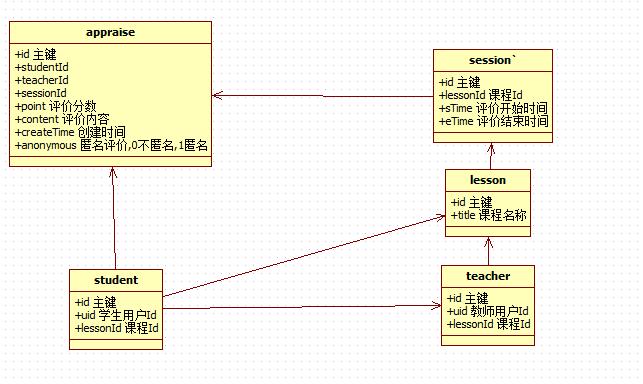 appraise
+id 主键
+studentId
+teacherId
+sessionId
+point 评价分数
+content 评价内容
+createTime 创建时间
+anonymous 匿名评价,0不匿名,1匿名
session`
+id 主键
+lessonId 课程Id
+sTime 评价开始时间
+eTime 评价结束时间
lesson
+id 主键
+title 课程名称
student
+id 主键
+uid 学生用户Id
+lessonId 课程Id
teacher
+id 主键
+uid 教师用户Id
+lessonId 课程Id